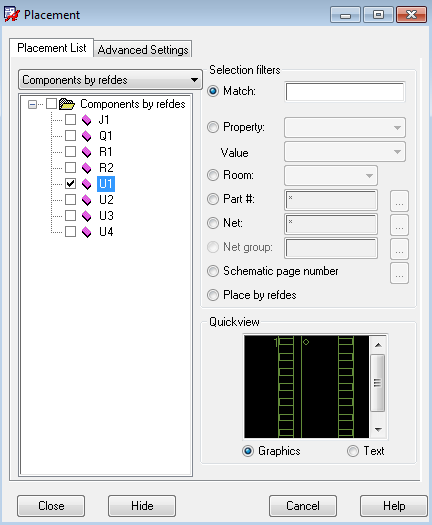 Placement
Placement List
Advanced Settings
Components by refdes
Components by refdes
J1
Q1
R1
R2
U1
U2
U3
U4
Selection filters
Match:
Property:
Value
Room:
Part #:
*
...
Net:
*
...
Net group:
...
Schematic page number
...
Place by refdes
Quickview
1
Graphics
Text
Close
Hide
Cancel
Help